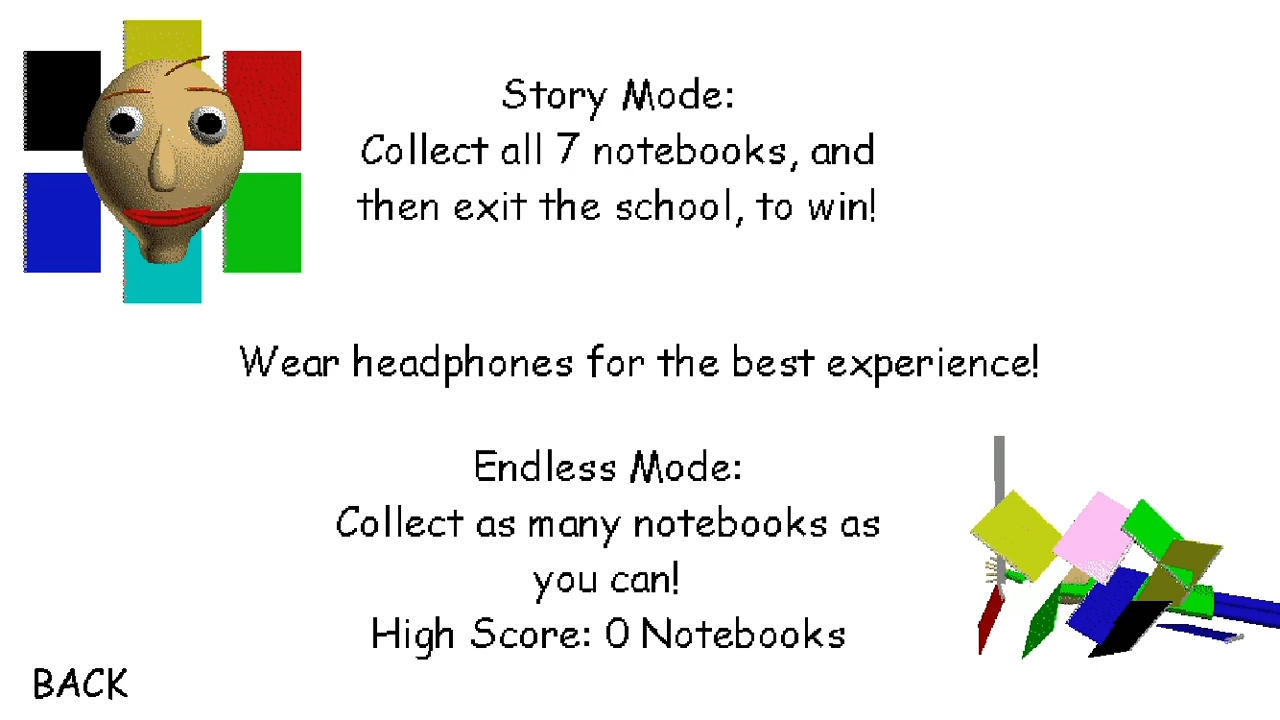 Story Mode:
Collect all 7 notebooks, and
then exit the school, to win!
Wear headphones for the best experience!
Endless Mode:
Collect as many notebooks as
you can!
High Score: 0 Notebooks
BACK